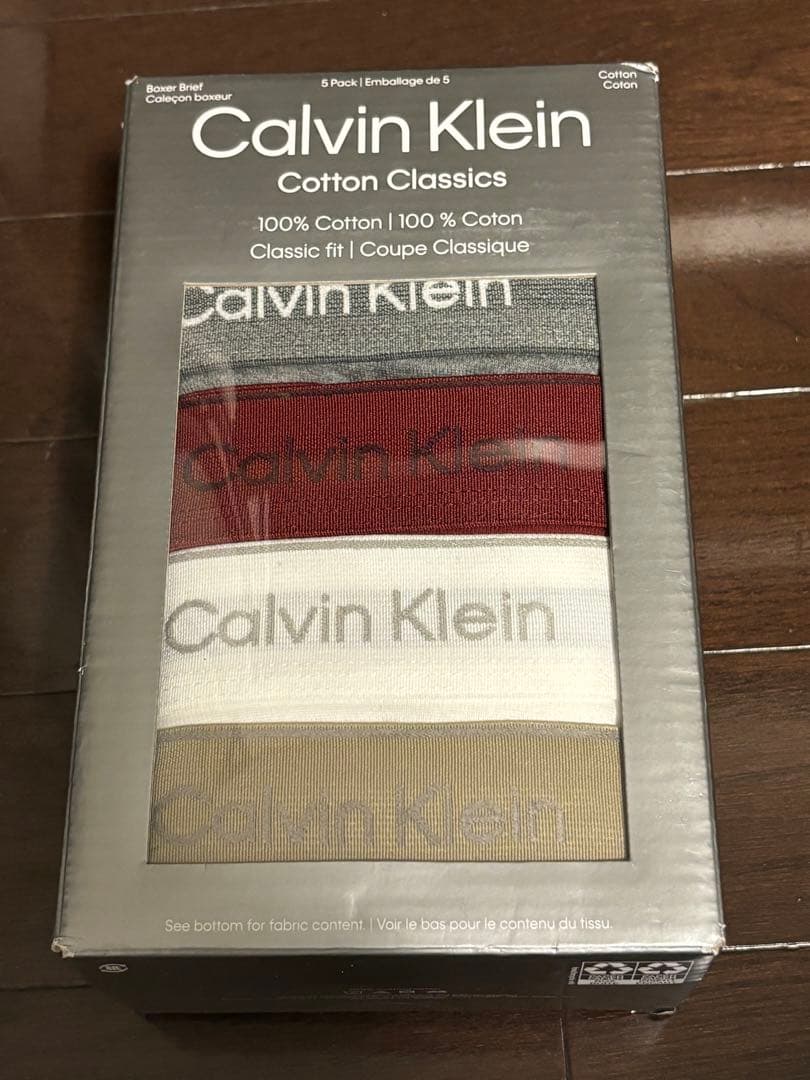 Boxer Brief
Caleçon boxeur
5 Pack | Emballage de 5
Cotton
Coton
Calvin Klein
Cotton Classics
100% Cotton | 100 % Coton
Classic fit | Coupe Classique
Calvin Klein
Calvin Klein
Calvin Klein
Calvin Klein
See bottom for fabric content. | Voir le bas pour le contenu du tissu.